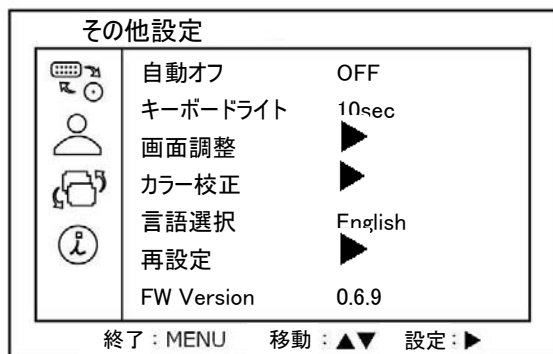 その他設定
自動オフ OFF
キーボードライト 10sec
画面調整 ▶
カラー校正 ▶
言語選択 English
再設定 ▶
FW Version 0.6.9
終了：MENU 移動：▲▼ 設定：▶